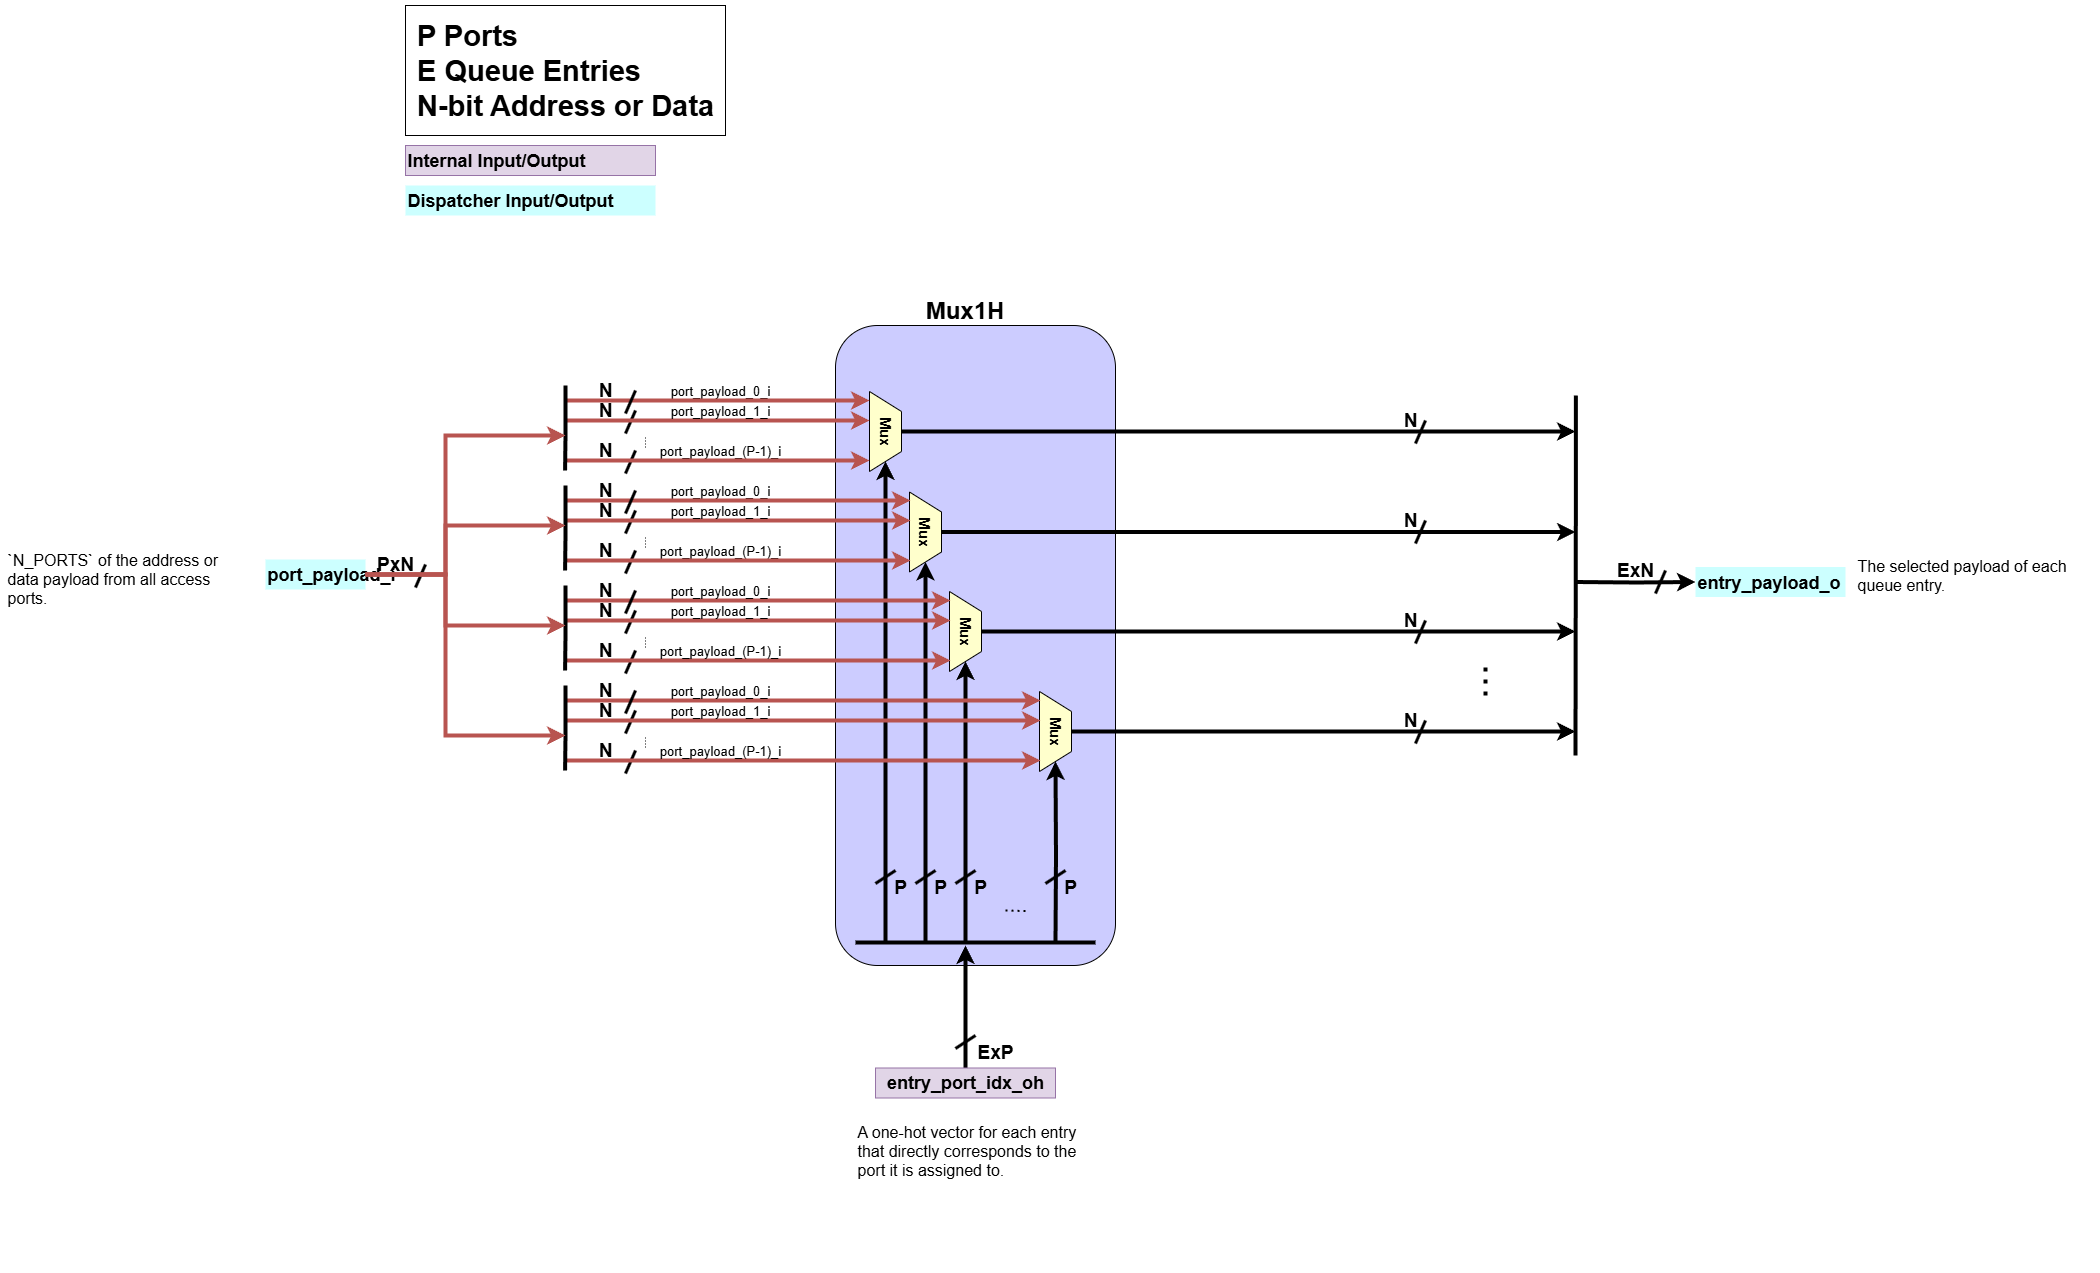 P Ports
E Queue Entries
N-bit Address or Data
Internal Input/Output
Dispatcher Input/Output
Mux1H
N
port_payload_0_i
N
port_payload_1_i
N
port_payload_(P-1)_i
Mux
N
N
port_payload_0_i
N
port_payload_1_i
N
port_payload_(P-1)_i
Mux
N
`N_PORTS` of the address or
data payload from all access
ports.
port_payload_i
PxN
N
port_payload_0_i
N
port_payload_1_i
N
port_payload_(P-1)_i
Mux
N
ExN
entry_payload_o
The selected payload of each
queue entry.
N
port_payload_0_i
N
port_payload_1_i
N
port_payload_(P-1)_i
Mux
N
P
P
P
P
....
ExP
entry_port_idx_oh
A one-hot vector for each entry
that directly corresponds to the
port it is assigned to.